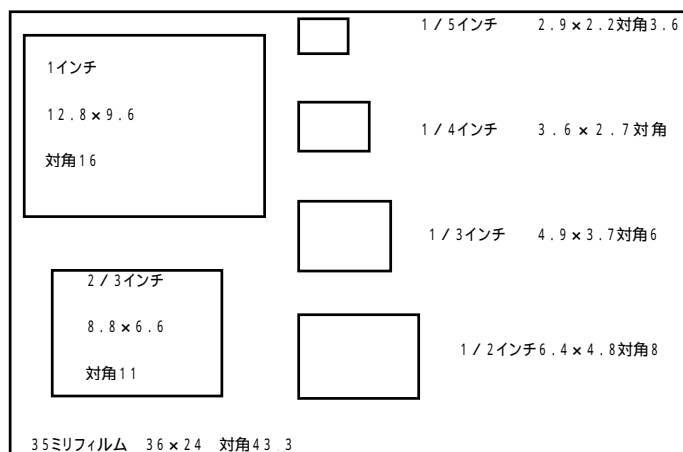 1インチ
12.8×9.6
対角16
2/3インチ
8.8×6.6
対角11
1/5インチ 2.9×2.2対角3.6
1/4インチ 3.6×2.7対角
1/3インチ 4.9×3.7対角6
1/2インチ6.4×4.8対角8
35ミリフィルム 36×24 対角43.3